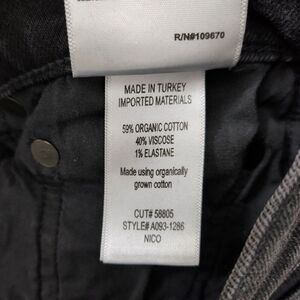 R/N#109670
MADE IN TURKEY
IMPORTED MATERIALS
59% ORGANIC COTTON
40% VISCOSE
1% ELASTANE
Made using organically
grown cotton
CUT# 58805
STYLE# A093-1286
NICO